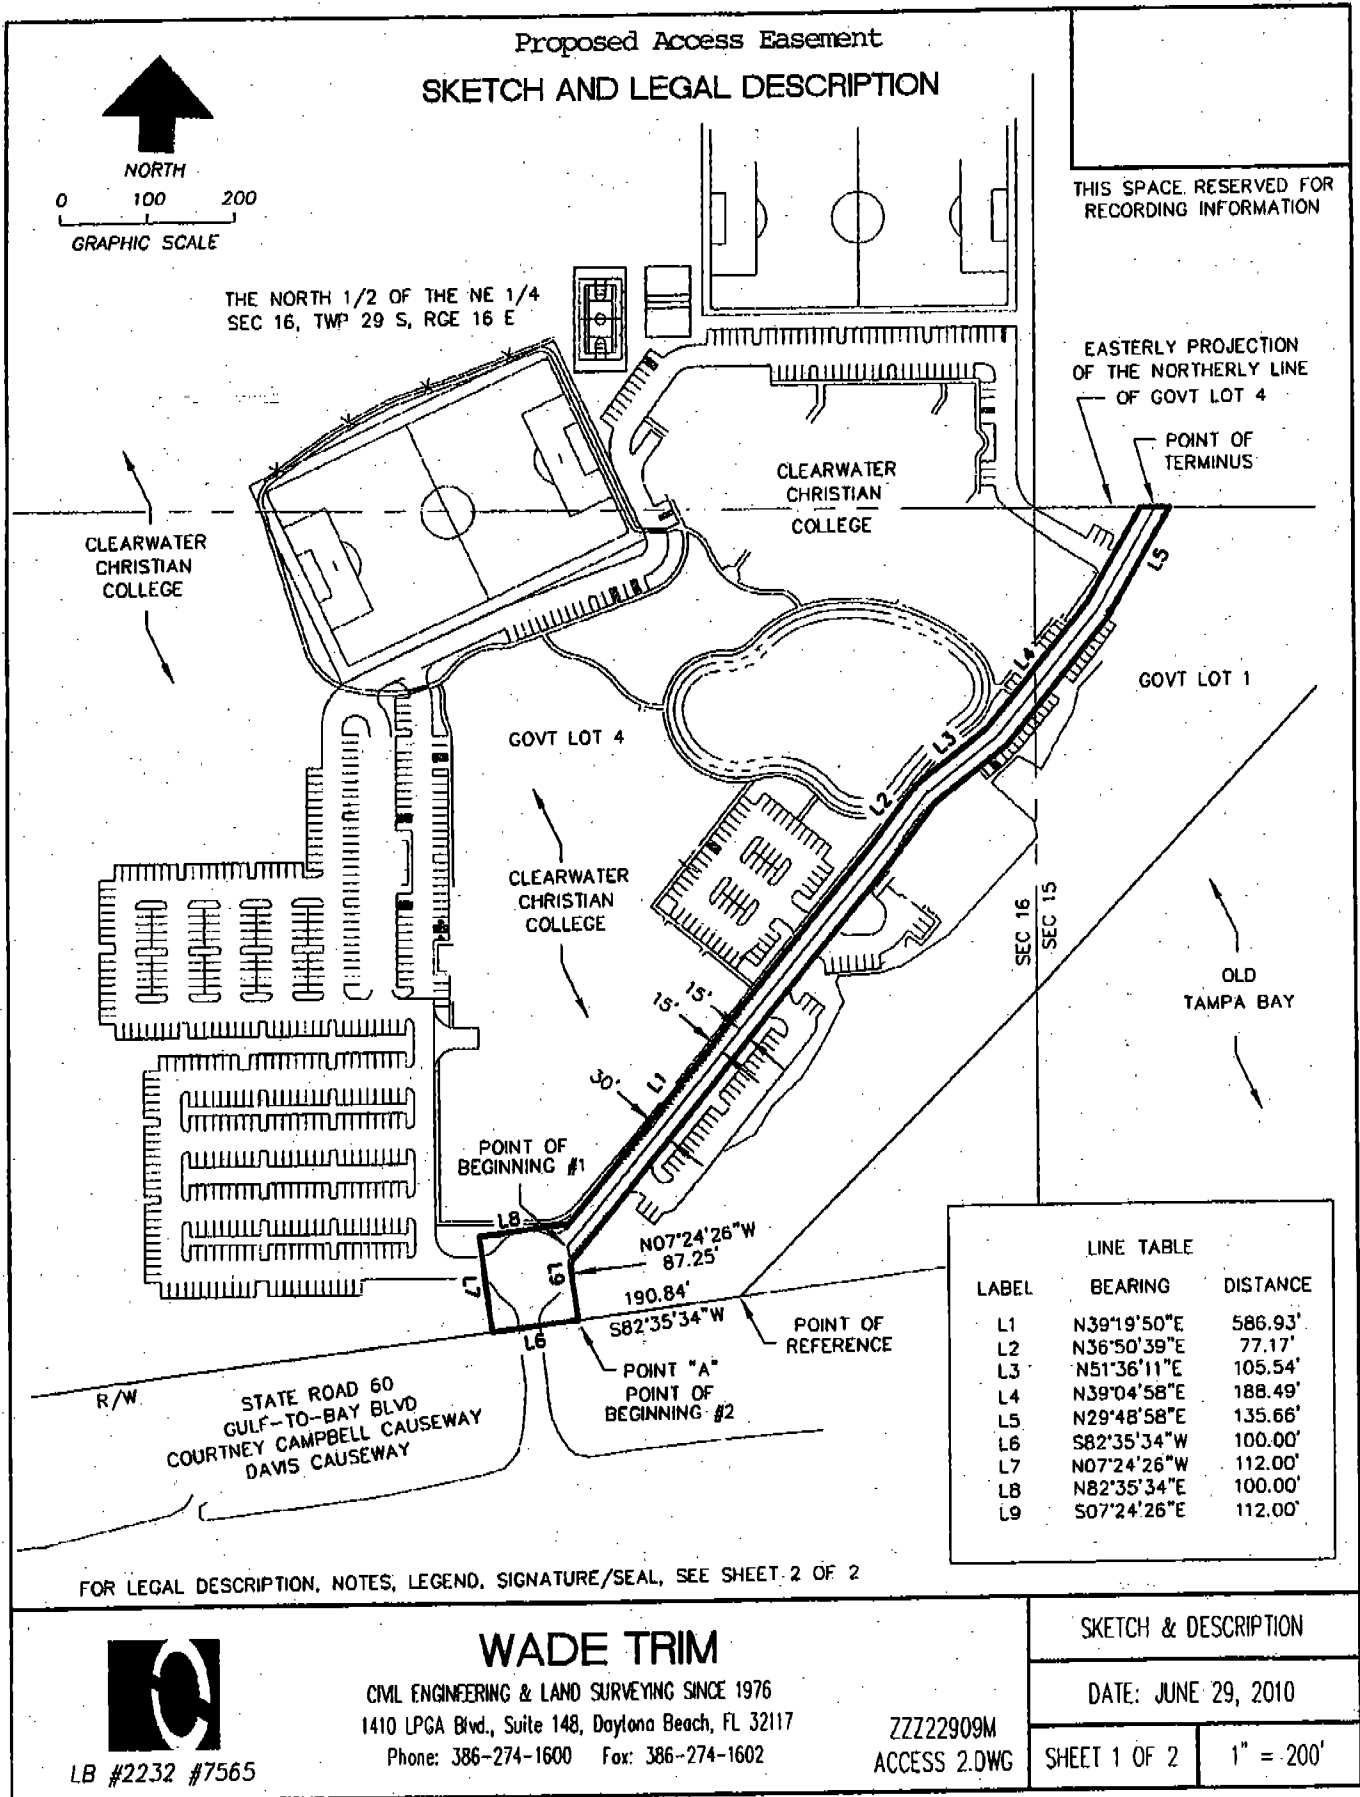 Proposed Access Easement
SKETCH AND LEGAL DESCRIPTION
NORTH
0 100 200
GRAPHIC SCALE
THIS SPACE RESERVED FOR
RECORDING INFORMATION
THE NORTH 1/2 OF THE NE 1/4
SEC 16, TWP 29 S, RGE 16 E
EASTERLY PROJECTION
OF THE NORTHERLY LINE
OF GOVT LOT 4
POINT OF
TERMINUS
CLEARWATER
CHRISTIAN
COLLEGE
CLEARWATER
CHRISTIAN
COLLEGE
L5
L4
GOVT LOT 1
GOVT LOT 4
L3
L2
CLEARWATER
CHRISTIAN
COLLEGE
SEC 16
SEC 15
OLD
TAMPA BAY
15'
15'
30'
L1
POINT OF
BEGINNING #1
L8
L7
L9
L6
N07°24'26"W
87.25'
190.84'
S82°35'34"W
POINT OF
REFERENCE
POINT "A"
POINT OF
BEGINNING #2
R/W
STATE ROAD 60
GULF-TO-BAY BLVD
COURTNEY CAMPBELL CAUSEWAY
DAVIS CAUSEWAY
LINE TABLE
LABEL BEARING DISTANCE
L1 N39°19'50"E 586.93'
L2 N36°50'39"E 77.17'
L3 N51°36'11"E 105.54'
L4 N39°04'58"E 188.49'
L5 N29°48'58"E 135.66'
L6 S82°35'34"W 100.00'
L7 N07°24'26"W 112.00'
L8 N82°35'34"E 100.00'
L9 S07°24'26"E 112.00'
FOR LEGAL DESCRIPTION, NOTES, LEGEND, SIGNATURE/SEAL, SEE SHEET 2 OF 2
LB #2232 #7565
WADE TRIM
CIVIL ENGINEERING & LAND SURVEYING SINCE 1976
1410 LPGA Blvd., Suite 148, Daytona Beach, FL 32117
Phone: 386-274-1600 Fax: 386-274-1602
ZZZ22909M
ACCESS 2.DWG
SKETCH & DESCRIPTION
DATE: JUNE 29, 2010
SHEET 1 OF 2
1" = 200'